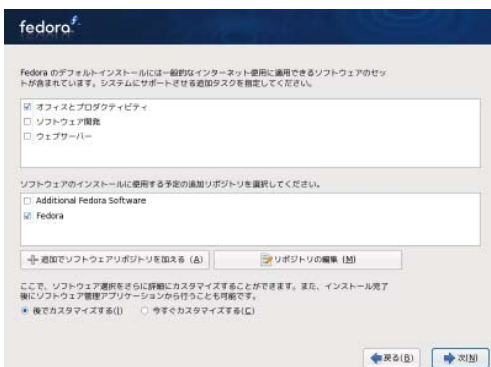 fedora
Fedora のデフォルトインストールには一般的なインターネット使用に適用できるソフトウェアのセッ
トが含まれています。システムにサポートさせる追加タスクを指定してください。
オフィスとプロダクティビティ
ソフトウェア開発
ウェブサーバー
ソフトウェアのインストールに使用する予定の追加リポジトリを選択してください。
Additional Fedora Software
Fedora
追加でソフトウェアリポジトリを加える (A)
リポジトリの編集 (M)
ここで、ソフトウェア選択をさらに詳細にカスタマイズすることができます。また、インストール完了
後にソフトウェア管理アプリケーションから行うことも可能です。
後でカスタマイズする(l) 今すぐカスタマイズする(C)
戻る(B) 次(N)